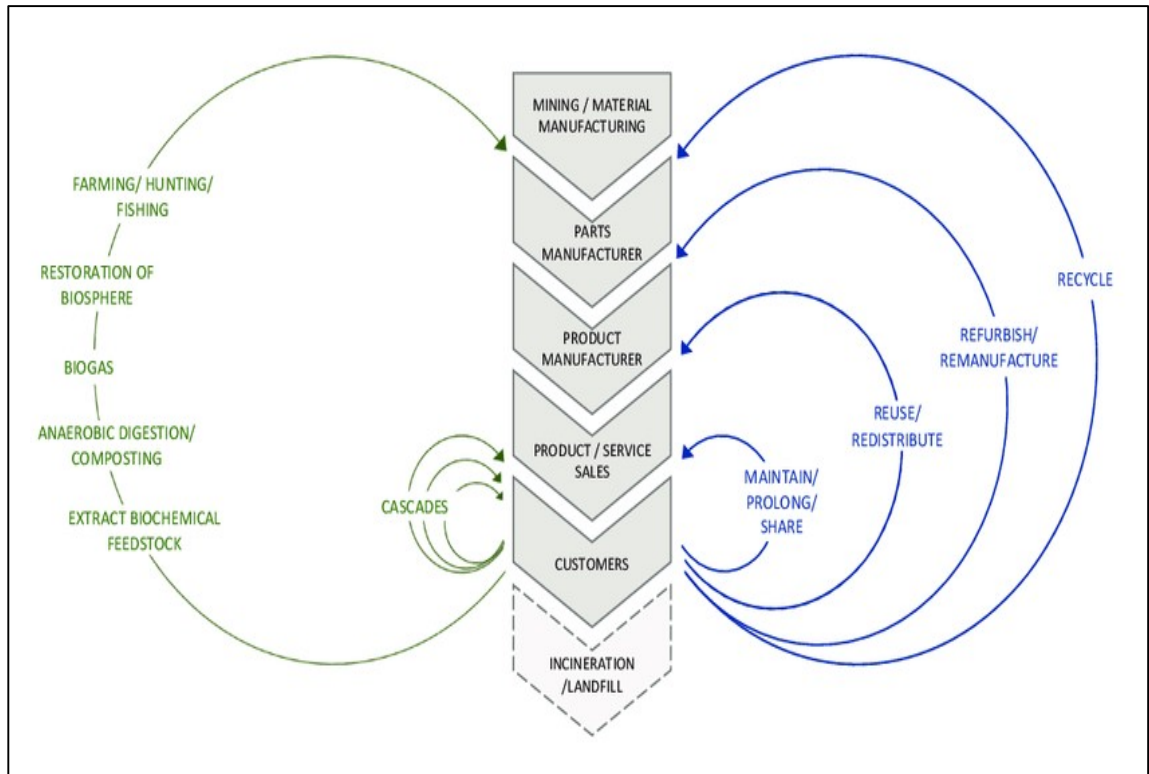 MINING / MATERIAL
MANUFACTURING
FARMING/ HUNTING/
FISHING
PARTS
MANUFACTURER
RESTORATION OF
BIOSPHERE
RECYCLE
PRODUCT
MANUFACTURER
REFURBISH/
REMANUFACTURE
BIOGAS
REUSE/
REDISTRIBUTE
ANAEROBIC DIGESTION/
COMPOSTING
PRODUCT / SERVICE
SALES
MAINTAIN/
PROLONG/
SHARE
CASCADES
EXTRACT BIOCHEMICAL
FEEDSTOCK
CUSTOMERS
INCINERATION
/LANDFILL